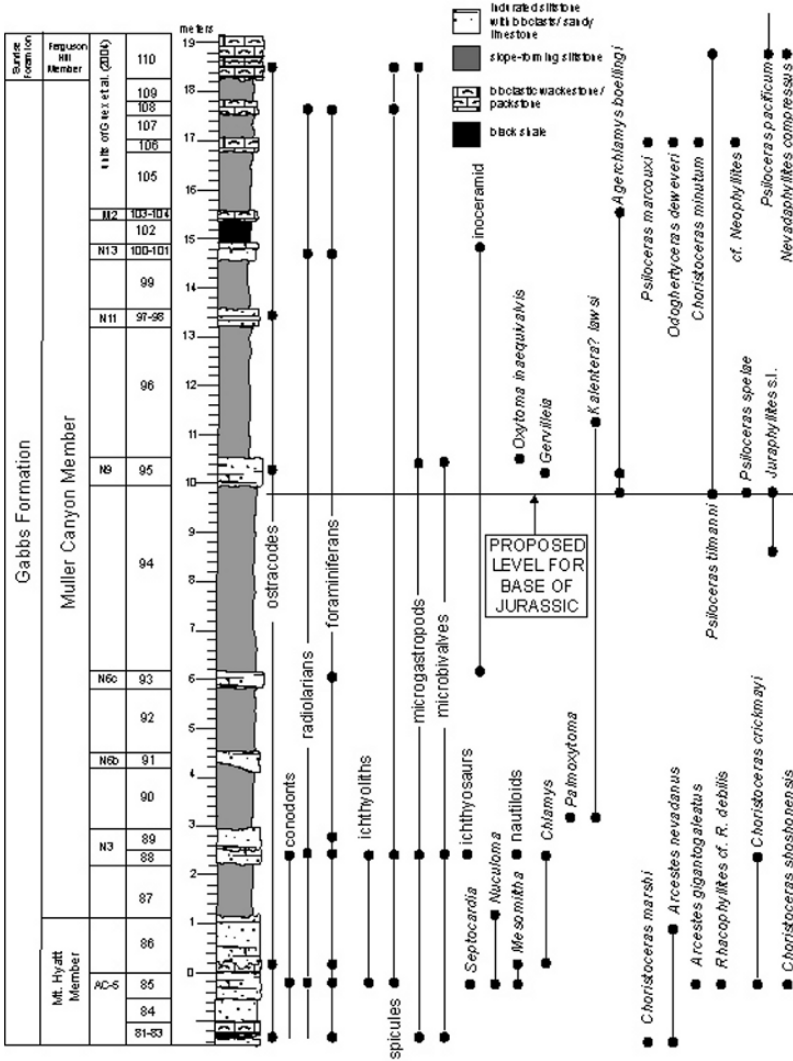 Sunrise Foramion
Ferguson Hill Member
units of Guex et al. (2004)
meters
Indurated siltstone
with bbclasts/sandy
limestone
slope-forming siltstone
bbclastic wackestone/
packstone
black shale
Gabbs Formation
Muller Canyon Member
Mt. Hyatt
Member
110
109
108
107
106
105
103-104
102
100-101
99
97-98
96
95
94
93
92
91
90
89
88
87
86
85
84
81-83
N13
N11
N9
N6c
N6b
N3
AC-5
19
18
17
16
15
13
12
11
10
9
8
7
6
5
3
2
1
0
ostracodes
conodonts
radiolarians
foraminiferans
ichthyoliths
spicules
microgastropods
microbivalves
ichthyosaurs
Septocardia
inoceramid
Nuculoma
nautiloids
Mesomiltha
Oxytoma inaequivalvis
Gervilleia
Chlamys
Palmoxytoma
Kalentera? lawsi
Agerchlamys boellingi
PROPOSED
LEVEL FOR
BASE OF
JURASSIC
Choristoceras marshi
Psiloceras marcouxi
Arcestes nevadanus
Odoghertyceras deweveri
Arcestes gigantogaleatus
Choristoceras minutum
Psiloceras tilmanni
Rhacophyllites cf. R. debilis
cf. Neophyllites
Psiloceras spelae
Choristoceras crickmayi
Psiloceras pacificum
Juraphyllites s.l.
Nevadaphyllites compressus
Choristoceras shoshonensis